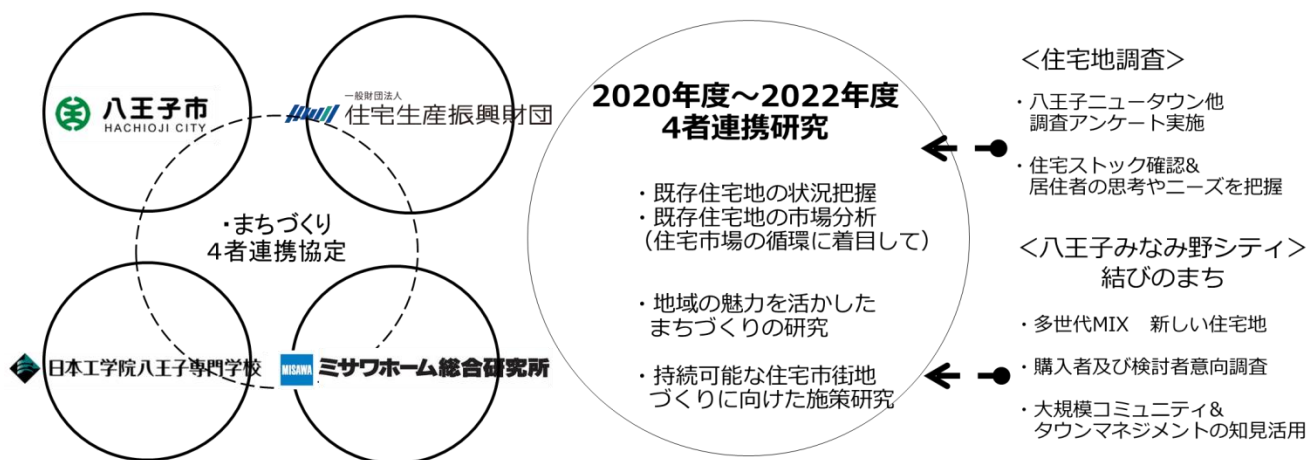 八王子市
HACHIOJI CITY
一般財団法人
住宅生産振興財団
・まちづくり
4者連携協定
日本工学院八王子専門学校
MISAWA
ミサワホーム総合研究所
2020年度～2022年度
4者連携研究
・既存住宅地の状況把握
・既存住宅地の市場分析
（住宅市場の循環に着目して）
・地域の魅力を活かした
まちづくりの研究
・持続可能な住宅市街地
づくりに向けた施策研究
＜住宅地調査＞
・八王子ニュータウン他
調査アンケート実施
・住宅ストック確認&
居住者の思考やニーズを把握
＜八王子みなみ野シティ＞
結びのまち
・多世代MIX　新しい住宅地
・購入者及び検討者意向調査
・大規模コミュニティ&
タウンマネジメントの知見活用